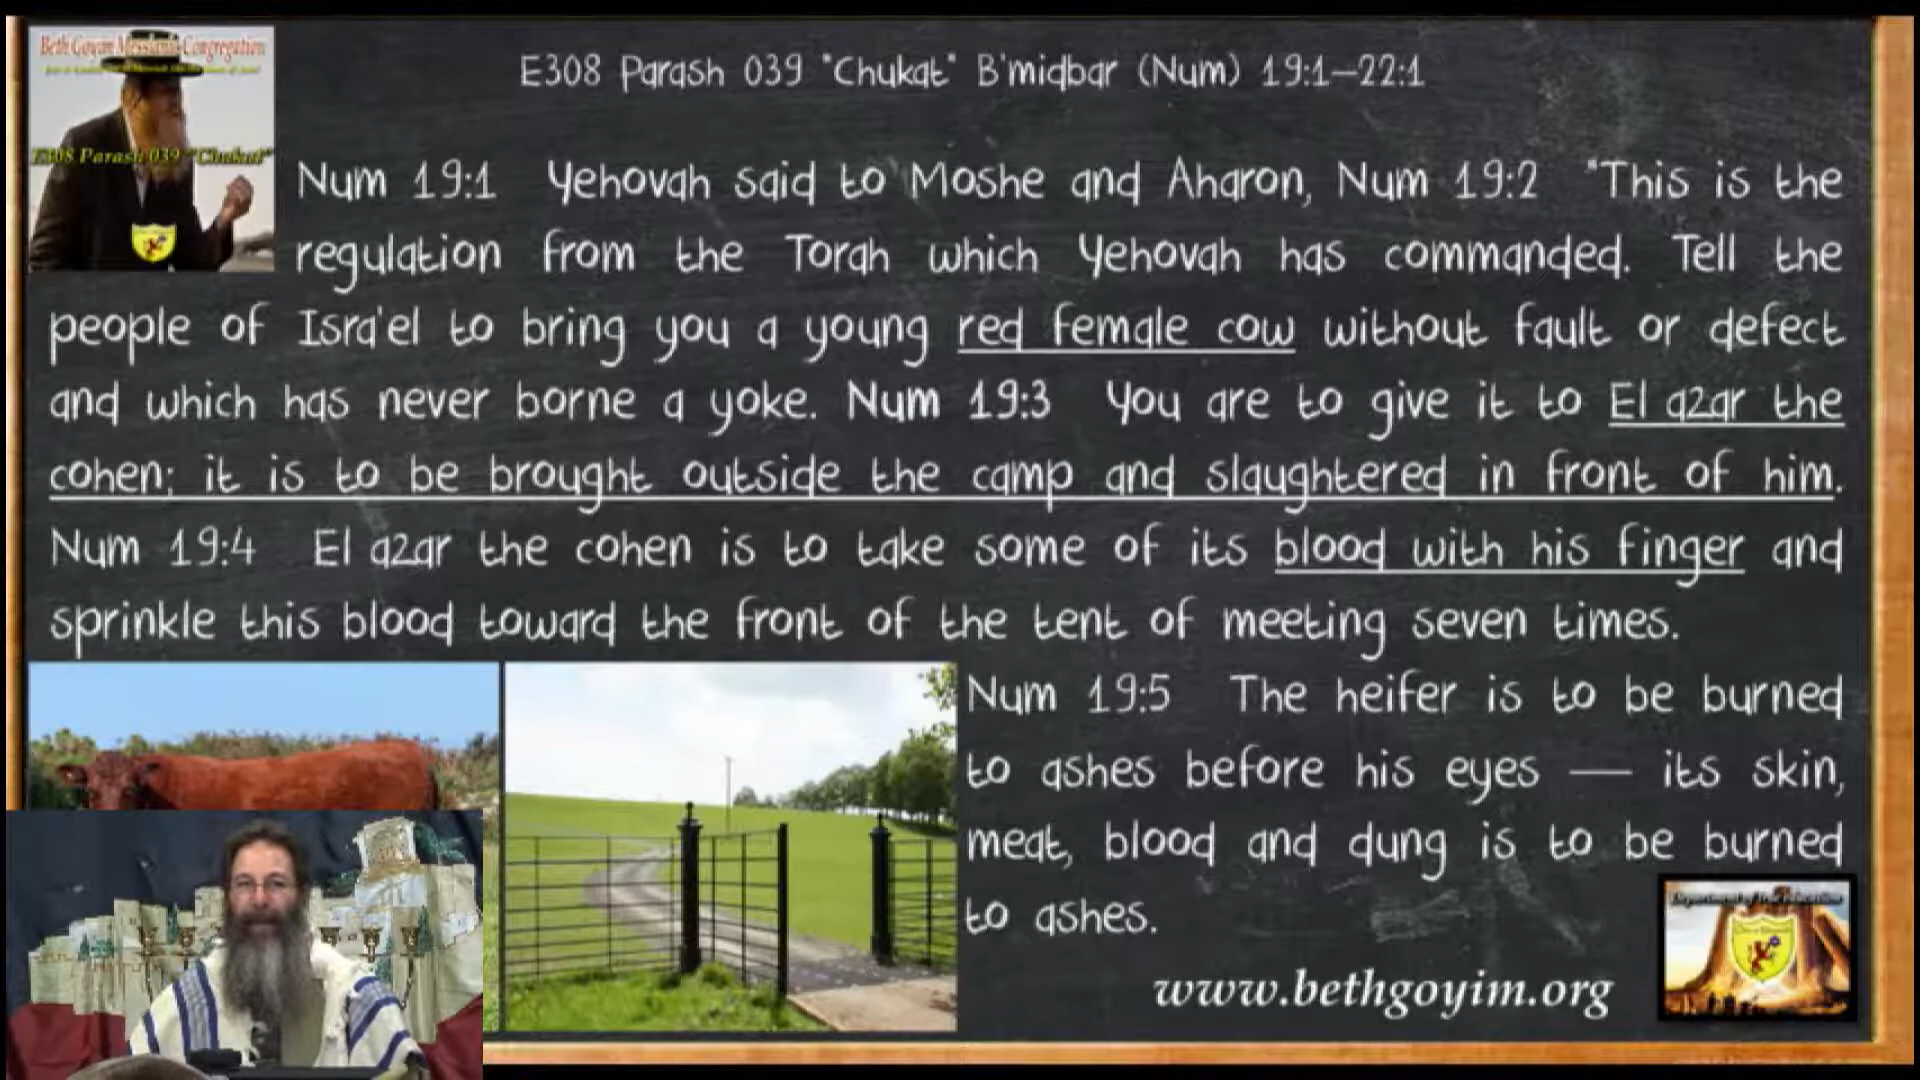 Beth Goyim Messianic Congregation
E308 Parash 039 "Chukat" B'midbar (Num) 19:1–22:1
E308 Parash 039 "Chukat"
Num 19:1 Yehovah said to Moshe and Aharon, Num 19:2 "This is the
regulation from the Torah which Yehovah has commanded. Tell the
people of Isra'el to bring you a young red female cow without fault or defect
and which has never borne a yoke. Num 19:3 You are to give it to El azar the
cohen; it is to be brought outside the camp and slaughtered in front of him.
Num 19:4 El azar the cohen is to take some of its blood with his finger and
sprinkle this blood toward the front of the tent of meeting seven times.
Num 19:5 The heifer is to be burned
to ashes before his eyes — its skin,
meat, blood and dung is to be burned
to ashes.
Department of True Education
www.bethgoyim.org